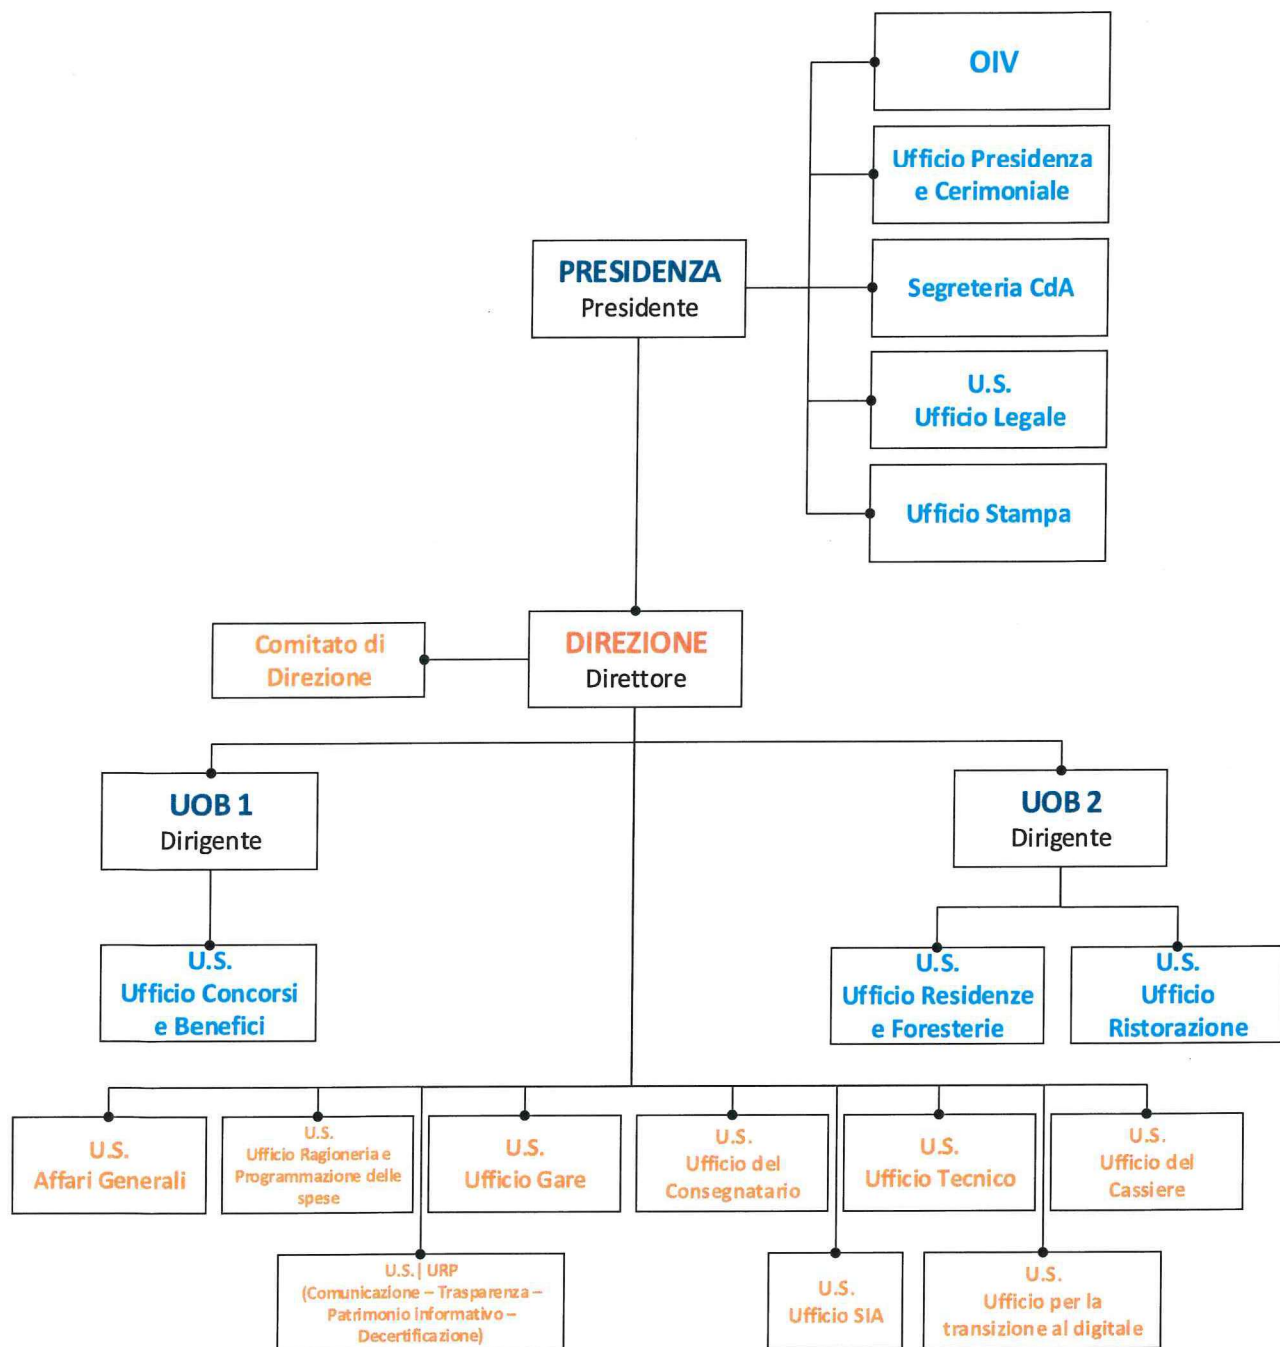 OIV
Ufficio Presidenza
e Cerimoniale
PRESIDENZA
Presidente
Segreteria CdA
U.S.
Ufficio Legale
Ufficio Stampa
Comitato di
Direzione
DIREZIONE
Direttore
UOB 1
Dirigente
UOB 2
Dirigente
U.S.
Ufficio Concorsi
e Benefici
U.S.
Ufficio Residenze
e Foresterie
U.S.
Ufficio
Ristorazione
U.S.
Affari Generali
U.S.
Ufficio Ragioneria e
Programmazione delle
spese
U.S.
Ufficio Gare
U.S.
Ufficio del
Consegnatario
U.S.
Ufficio Tecnico
U.S.
Ufficio del
Cassiere
U.S.| URP
(Comunicazione – Trasparenza –
Patrimonio informativo –
Decertificazione)
U.S.
Ufficio SIA
U.S.
Ufficio per la
transizione al digitale